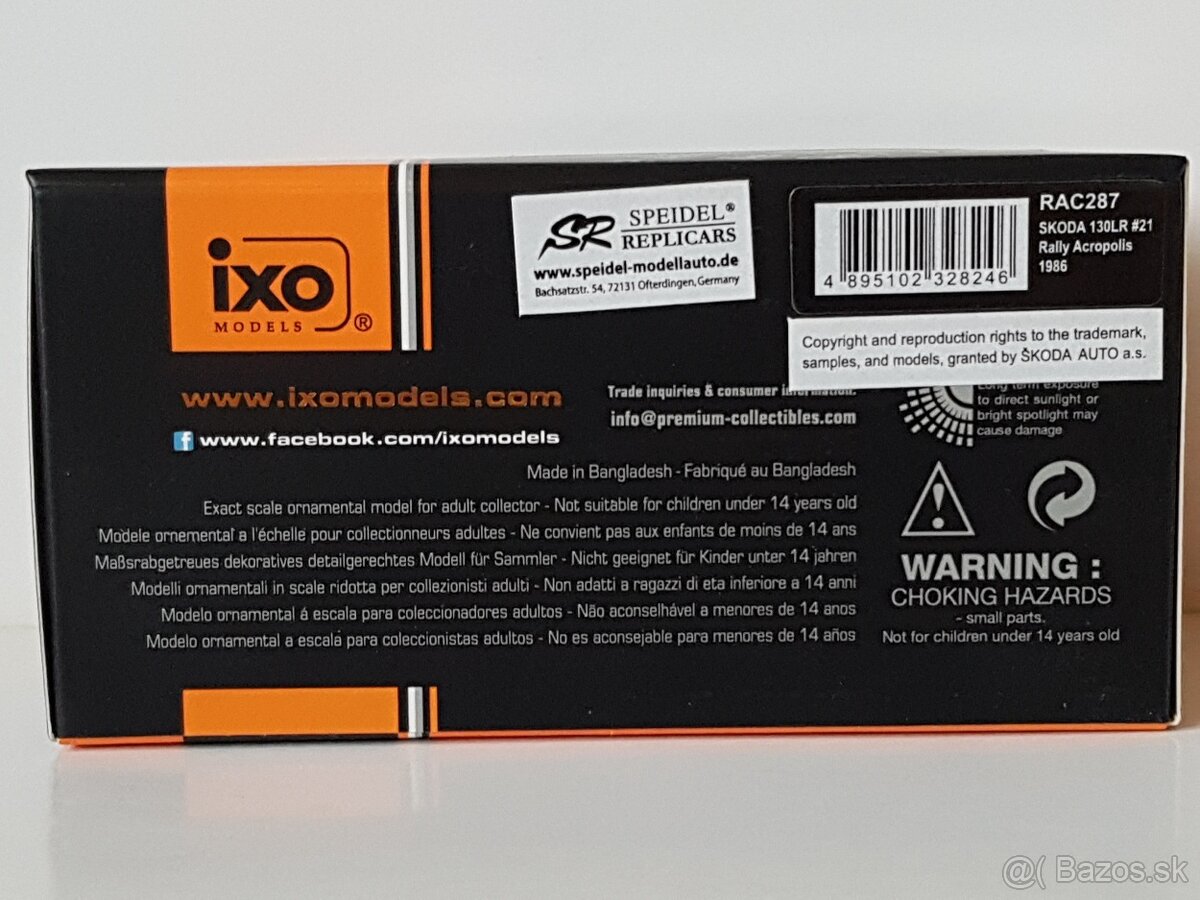 ixo
MODELS ®
SR SPEIDEL®
REPLICARS
www.speidel-modellauto.de
Bachsatzstr. 54, 72131 Ofterdingen, Germany
4 895102 328246
RAC287
SKODA 130LR #21
Rally Acropolis
1986
Copyright and reproduction rights to the trademark,
samples, and models, granted by ŠKODA AUTO a.s.
www.ixomodels.com
f www.facebook.com/ixomodels
Trade inquiries & consumer
info@premium-collectibles.com
Long term exposure
to direct sunlight or
bright spotlight may
cause damage
Made in Bangladesh - Fabriqué au Bangladesh
Exact scale ornamental model for adult collector - Not suitable for children under 14 years old
Modele ornemental a l'échelle pour collectionneurs adultes - Ne convient pas aux enfants de moins de 14 ans
Maßsrabgetreues dekoratives detailgerechtes Modell für Sammler - Nicht geeignet für Kinder unter 14 jahren
Modelli ornamentali in scale ridotta per collezionisti adulti - Non adatti a ragazzi di eta inferiore a 14 anni
Modelo ornamental á escala para coleccionadores adultos - Não aconselhável a menores de 14 anos
Modelo ornamental a escala para coleccionistas adultos - No es aconsejable para menores de 14 años
WARNING :
CHOKING HAZARDS
- small parts.
Not for children under 14 years old
@( Bazos.sk